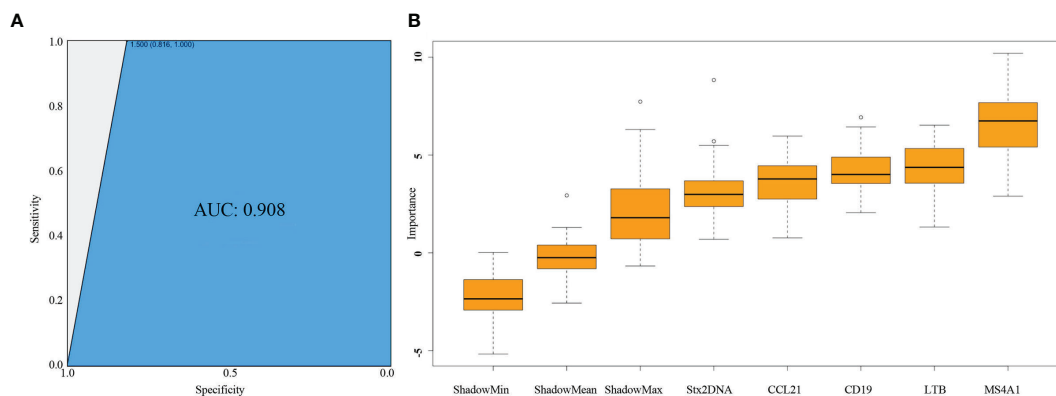 A
1.0
0.8
0.6
0.4
0.2
0.0
Sensitivity
1.500 (0.816, 1.000)
AUC: 0.908
1.0
0.5
0.0
Specificity
B
10
5
0
-5
Importance
ShadowMin
ShadowMean
ShadowMax
Stx2DNA
CCL21
CD19
LTB
MS4A1